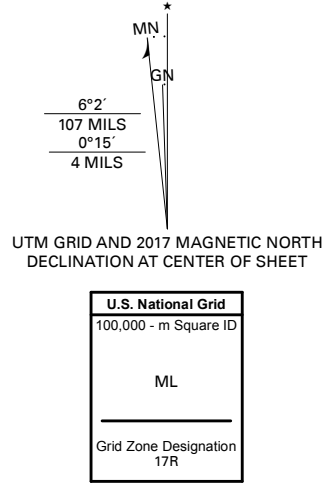 ★
MN
GN
6°2´
107 MILS
0°15´
4 MILS
UTM GRID AND 2017 MAGNETIC NORTH
DECLINATION AT CENTER OF SHEET
U.S. National Grid
100,000 - m Square ID
ML
Grid Zone Designation
17R